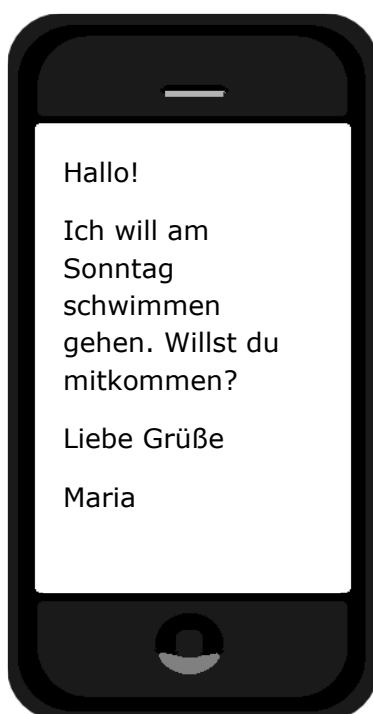 Hallo!
Ich will am
Sonntag
schwimmen
gehen. Willst du
mitkommen?
Liebe Grüße
Maria